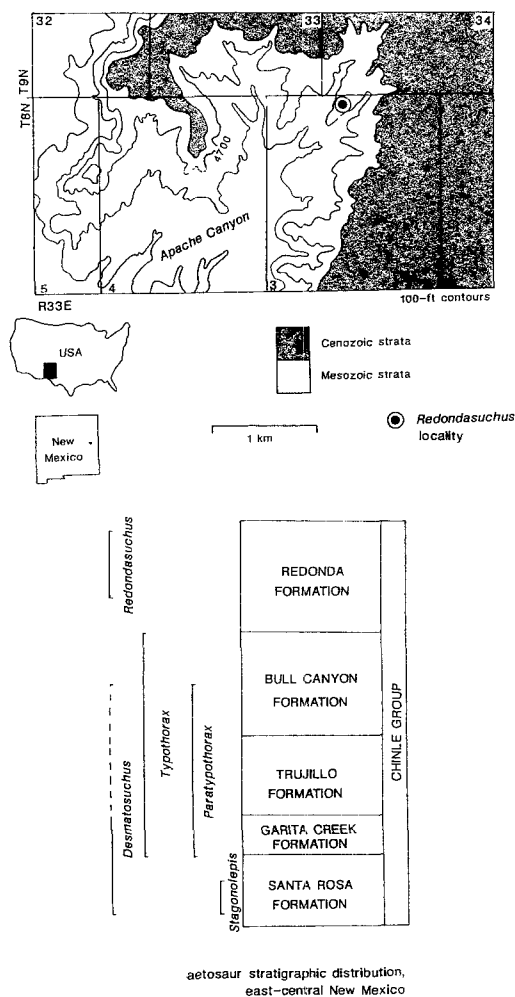 32
33
34
T8N T9N
4700
Apache Canyon
5
4
3
R33E
100-ft contours
USA
Cenozoic strata
Mesozoic strata
New
Mexico
1 km
Redondasuchus
locality
Redondasuchus
Desmatosuchus
Typothorax
Paratypothorax
Stagonolepis
REDONDA
FORMATION
BULL CANYON
FORMATION
TRUJILLO
FORMATION
GARITA CREEK
FORMATION
SANTA ROSA
FORMATION
CHINLE GROUP
aetosaur stratigraphic distribution,
east-central New Mexico